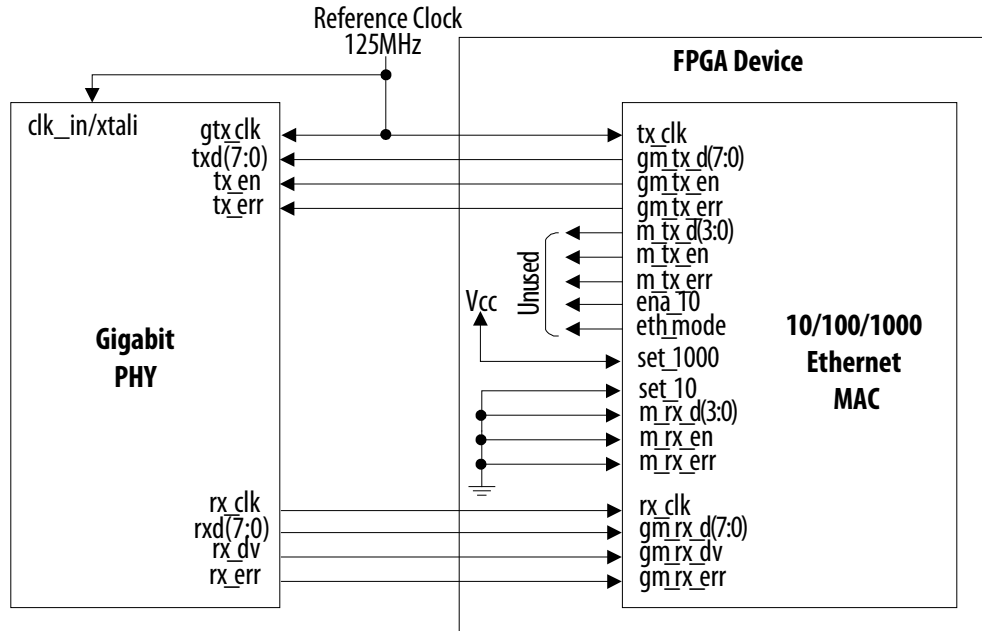 Reference Clock
125MHz
FPGA Device
clk_in/xtali
gtx_clk
txd(7:0)
tx_en
tx_err
Gigabit
PHY
rx_clk
rxd(7:0)
rx_dv
rx_err
Unused
Vcc
tx_clk
gm_tx_d(7:0)
gm_tx_en
gm_tx_err
m_tx_d(3:0)
m_tx_en
m_tx_err
ena_10
eth_mode
set_1000
set_10
m_rx_d(3:0)
m_rx_en
m_rx_err
rx_clk
gm_rx_d(7:0)
gm_rx_dv
gm_rx_err
10/100/1000
Ethernet
MAC